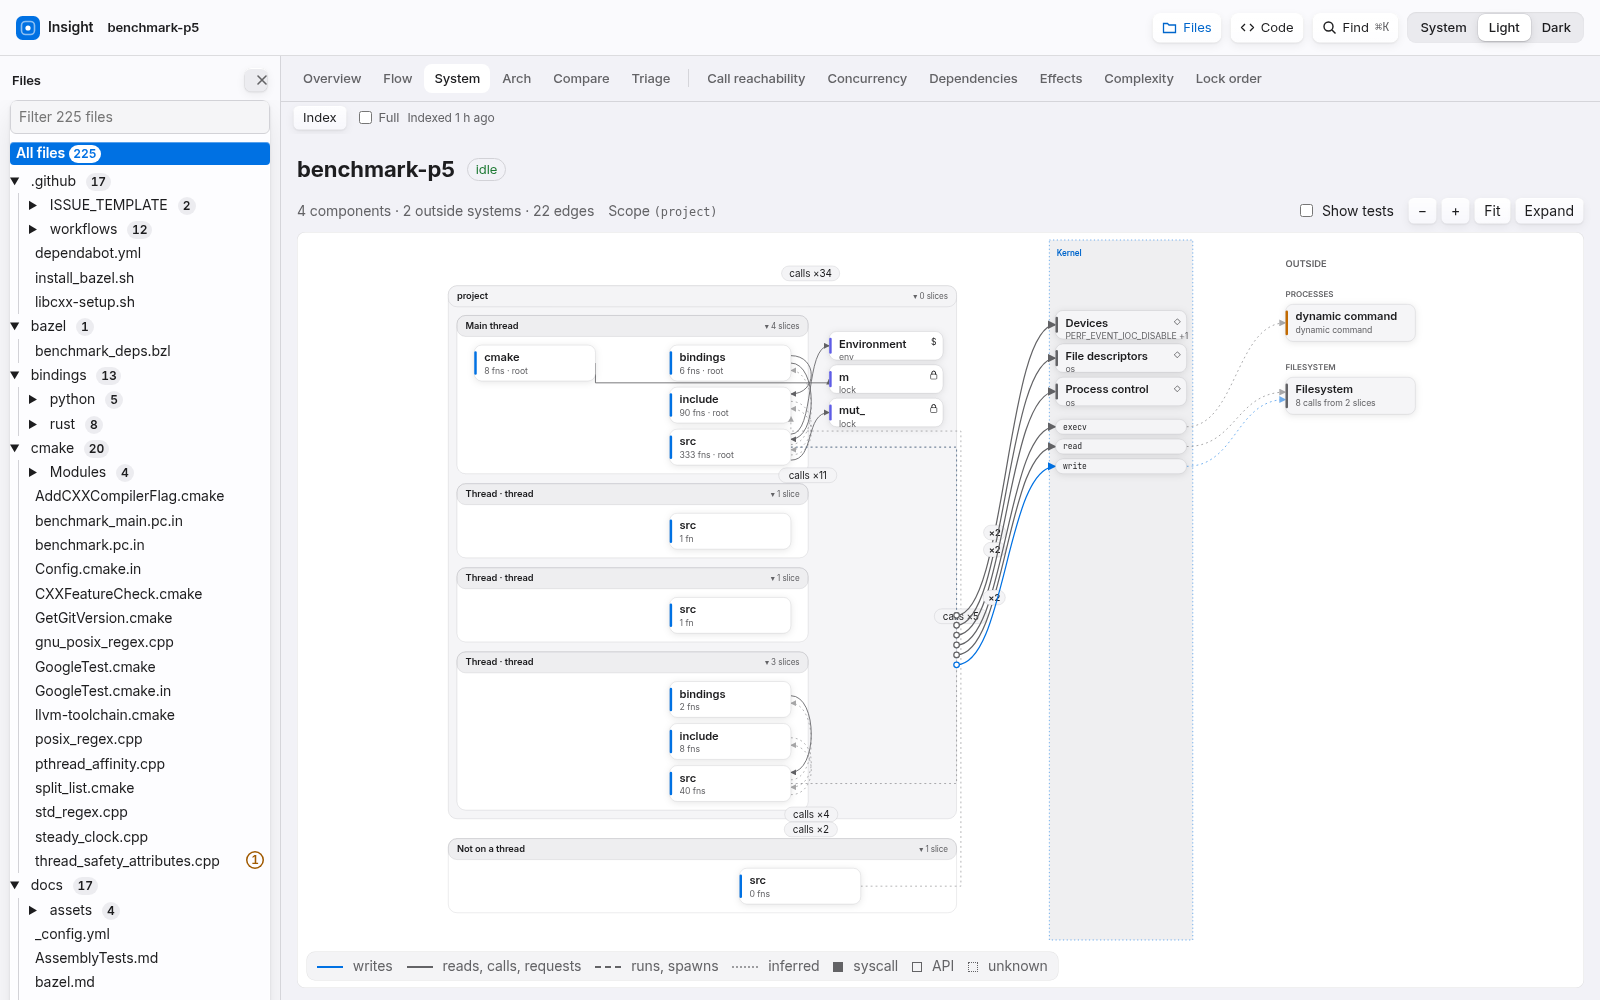 Insight benchmark-p5
Files
Code
Find ⌘K
System Light Dark
Files
Filter 225 files
All files 225
.github 17
ISSUE_TEMPLATE 2
workflows 12
dependabot.yml
install_bazel.sh
libcxx-setup.sh
bazel 1
benchmark_deps.bzl
bindings 13
python 5
rust 8
cmake 20
Modules 4
AddCXXCompilerFlag.cmake
benchmark_main.pc.in
benchmark.pc.in
Config.cmake.in
CXXFeatureCheck.cmake
GetGitVersion.cmake
gnu_posix_regex.cpp
GoogleTest.cmake
GoogleTest.cmake.in
llvm-toolchain.cmake
posix_regex.cpp
pthread_affinity.cpp
split_list.cmake
std_regex.cpp
steady_clock.cpp
thread_safety_attributes.cpp 1
docs 17
assets 4
_config.yml
AssemblyTests.md
bazel.md
Overview Flow System Arch Compare Triage Call reachability Concurrency Dependencies Effects Complexity Lock order
Index Full Indexed 1 h ago
benchmark-p5 idle
4 components · 2 outside systems · 22 edges Scope (project)
Show tests − + Fit Expand
calls ×34
project ▾ 0 slices
Main thread ▾ 4 slices
cmake
8 fns · root
bindings
6 fns · root
include
90 fns · root
src
333 fns · root
Environment $
env
m
lock
mut_
lock
calls ×11
Thread · thread ▾ 1 slice
src
1 fn
Thread · thread ▾ 1 slice
src
1 fn
Thread · thread ▾ 3 slices
bindings
2 fns
include
8 fns
src
40 fns
calls ×4
calls ×2
Not on a thread ▾ 1 slice
src
0 fns
×2
×2
×2
calls ×5
Kernel
Devices
PERF_EVENT_IOC_DISABLE +1
File descriptors
os
Process control
os
execv
read
write
OUTSIDE
PROCESSES
dynamic command
dynamic command
FILESYSTEM
Filesystem
8 calls from 2 slices
writes reads, calls, requests runs, spawns inferred syscall API unknown